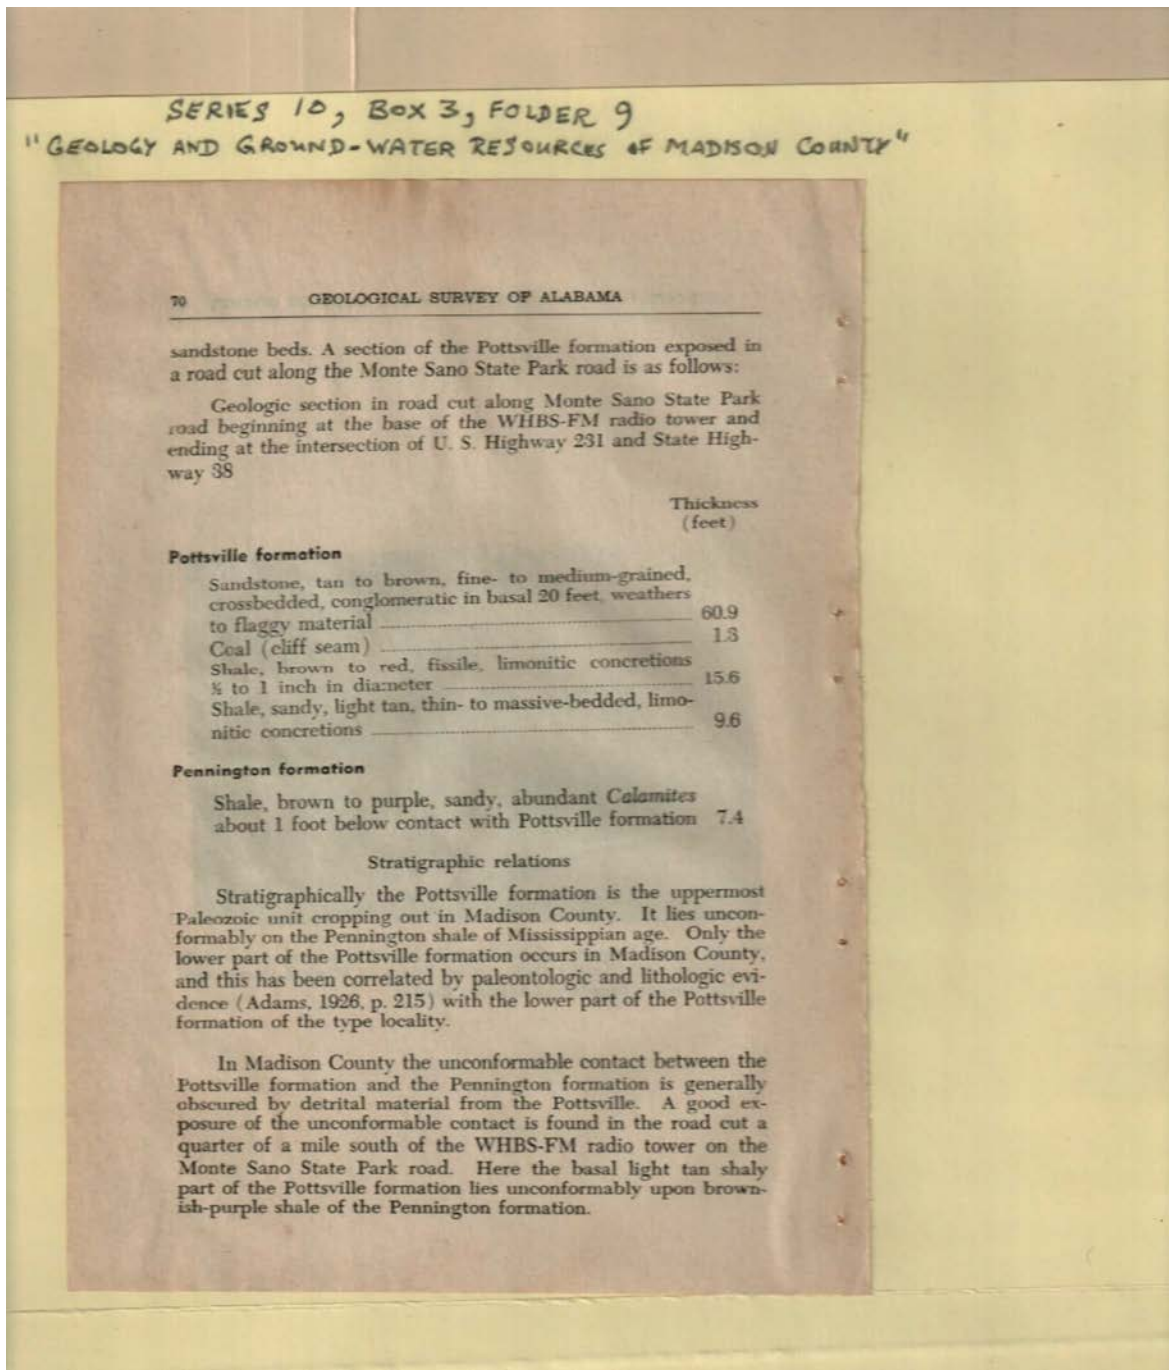 SERIES 10, BOX 3, FOLDER 9
"GEOLOGY AND GROUND-WATER RESOURCES OF MADISON COUNTY"
70 GEOLOGICAL SURVEY OF ALABAMA
sandstone beds. A section of the Pottsville formation exposed in
a road cut along the Monte Sano State Park road is as follows:
Geologic section in road cut along Monte Sano State Park
road beginning at the base of the WHBS-FM radio tower and
ending at the intersection of U. S. Highway 231 and State High-
way 38
Thickness
(feet)
Pottsville formation
Sandstone, tan to brown, fine- to medium-grained,
crossbedded, conglomeratic in basal 20 feet, weathers
to flaggy material 60.9
Coal (cliff seam) 1.3
Shale, brown to red, fissile, limonitic concretions
¼ to 1 inch in diameter 15.6
Shale, sandy, light tan, thin- to massive-bedded, limo-
nitic concretions 9.6
Pennington formation
Shale, brown to purple, sandy, abundant Calamites
about 1 foot below contact with Pottsville formation 7.4
Stratigraphic relations
Stratigraphically the Pottsville formation is the uppermost
Paleozoic unit cropping out in Madison County. It lies uncon-
formably on the Pennington shale of Mississippian age. Only the
lower part of the Pottsville formation occurs in Madison County,
and this has been correlated by paleontologic and lithologic evi-
dence (Adams, 1926, p. 215) with the lower part of the Pottsville
formation of the type locality.
In Madison County the unconformable contact between the
Pottsville formation and the Pennington formation is generally
obscured by detrital material from the Pottsville. A good ex-
posure of the unconformable contact is found in the road cut a
quarter of a mile south of the WHBS-FM radio tower on the
Monte Sano State Park road. Here the basal light tan shaly
part of the Pottsville formation lies unconformably upon brown-
ish-purple shale of the Pennington formation.